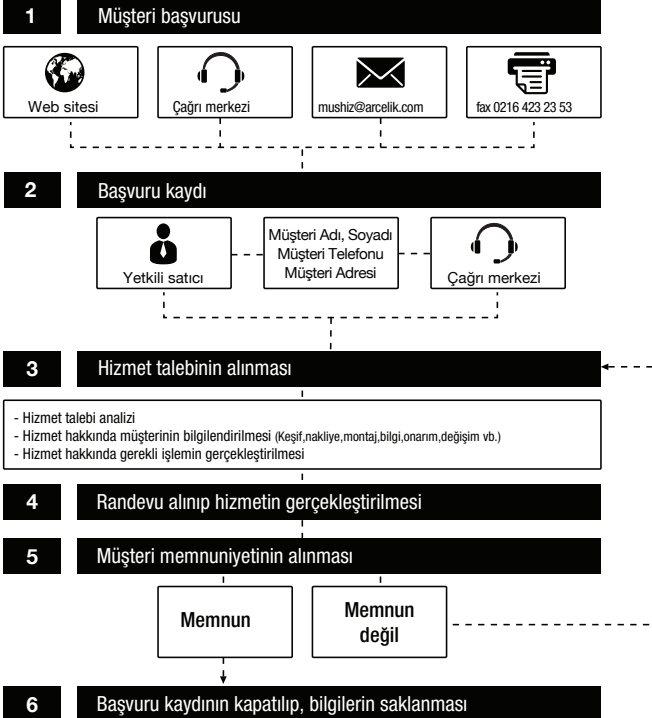 1 Müşteri başvurusu
Web sitesi
Çağrı merkezi
mushiz@arcelik.com
fax 0216 423 23 53
2 Başvuru kaydı
Yetkili satıcı
Müşteri Adı, Soyadı
Müşteri Telefonu
Müşteri Adresi
Çağrı merkezi
3 Hizmet talebinin alınması
- Hizmet talebi analizi
- Hizmet hakkında müşterinin bilgilendirilmesi (Keşif,nakliye,montaj,bilgi,onarım,değişim vb.)
- Hizmet hakkında gerekli işlemin gerçekleştirilmesi
4 Randevu alınıp hizmetin gerçekleştirilmesi
5 Müşteri memnuniyetinin alınması
Memnun
Memnun
değil
6 Başvuru kaydının kapatılıp, bilgilerin saklanması